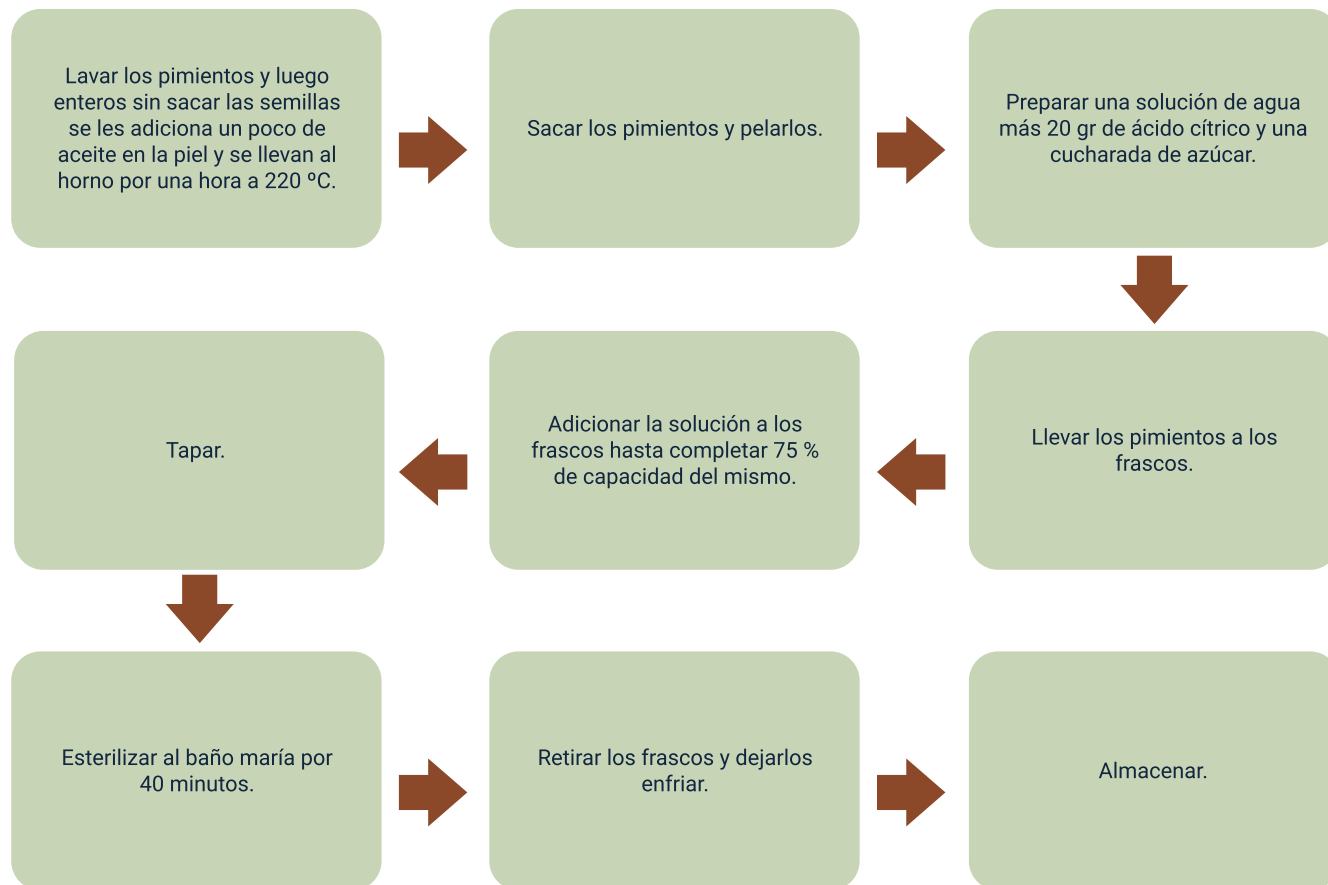 Lavar los pimientos y luego
enteros sin sacar las semillas
se les adiciona un poco de
aceite en la piel y se llevan al
horno por una hora a 220 ºC.
Sacar los pimientos y pelarlos.
Preparar una solución de agua
más 20 gr de ácido cítrico y una
cucharada de azúcar.
Llevar los pimientos a los
frascos.
Adicionar la solución a los
frascos hasta completar 75 %
de capacidad del mismo.
Tapar.
Esterilizar al baño maría por
40 minutos.
Retirar los frascos y dejarlos
enfriar.
Almacenar.